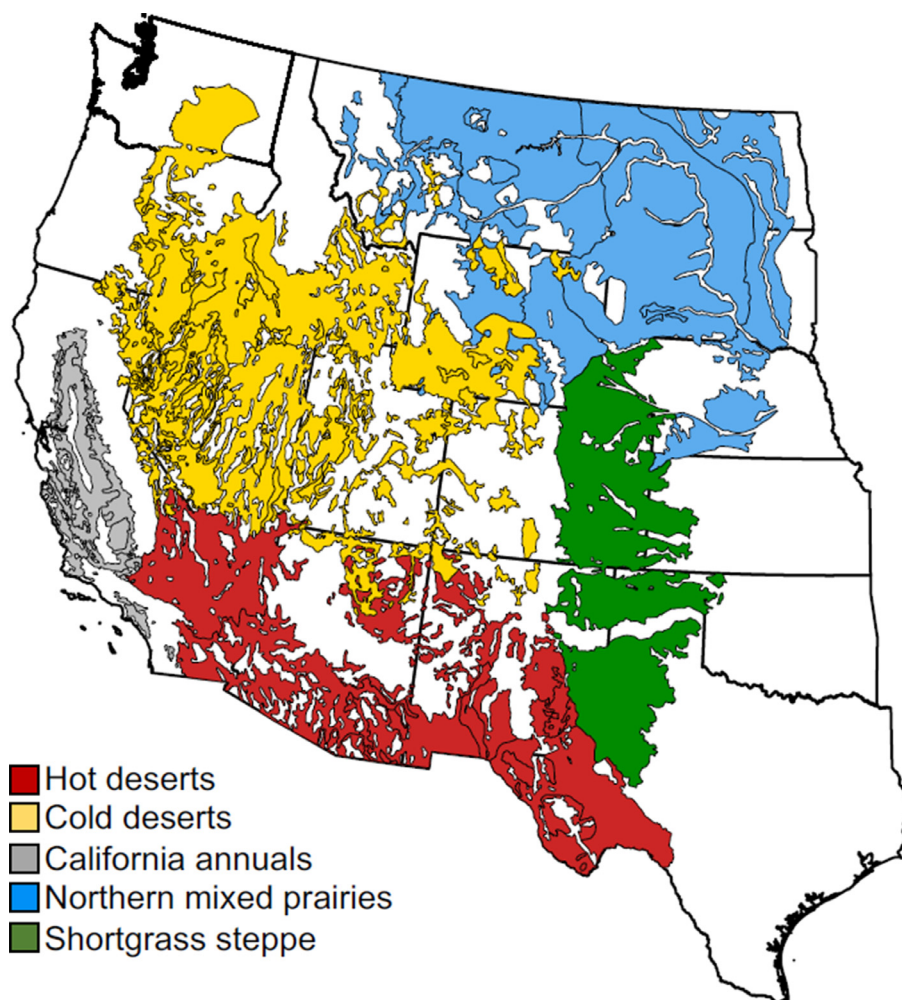 Hot deserts
Cold deserts
California annuals
Northern mixed prairies
Shortgrass steppe